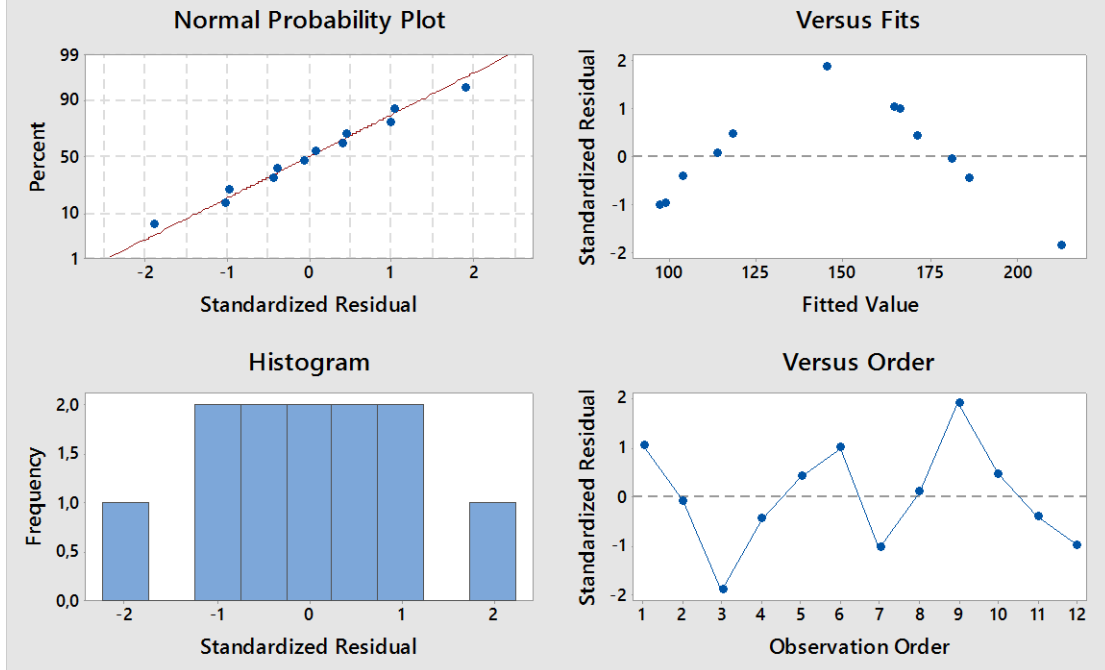 Normal Probability Plot
99
90
50
10
1
Percent
-2 -1 0 1 2
Standardized Residual
Versus Fits
2
1
0
-1
-2
Standardized Residual
100 125 150 175 200
Fitted Value
Histogram
2,0
1,5
1,0
0,5
0,0
Frequency
-2 -1 0 1 2
Standardized Residual
Versus Order
2
1
0
-1
-2
Standardized Residual
1 2 3 4 5 6 7 8 9 10 11 12
Observation Order